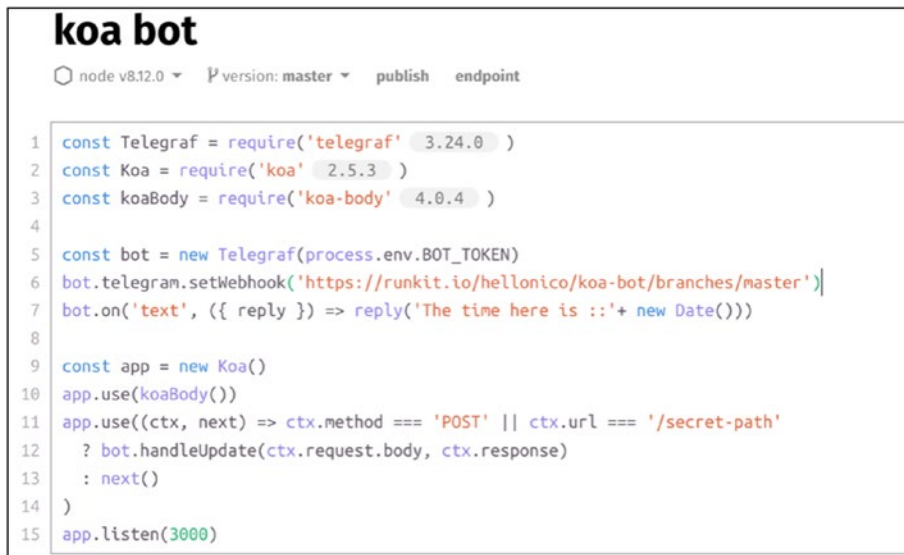 koa bot
node v8.12.0 version: master publish endpoint
1 const Telegraf = require('telegraf' 3.24.0 )
2 const Koa = require('koa' 2.5.3 )
3 const koaBody = require('koa-body' 4.0.4 )
4
5 const bot = new Telegraf(process.env.BOT_TOKEN)
6 bot.telegram.setWebhook('https://runkit.io/hellonico/koa-bot/branches/master')
7 bot.on('text', ({ reply }) => reply('The time here is ::'+ new Date()))
8
9 const app = new Koa()
10 app.use(koaBody())
11 app.use((ctx, next) => ctx.method === 'POST' || ctx.url === '/secret-path'
12 ? bot.handleUpdate(ctx.request.body, ctx.response)
13 : next()
14 )
15 app.listen(3000)